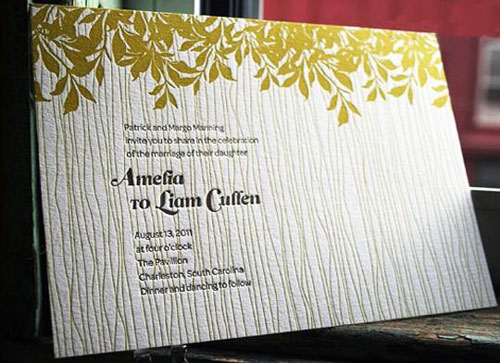 Patrick and Margo Manning
invite you to share in the celebration
of the marriage of their daughter
Amelia
to Liam Cullen
August 13, 2011
at four o'clock
The Pavilion
Charleston, South Carolina
Dinner and dancing to follow